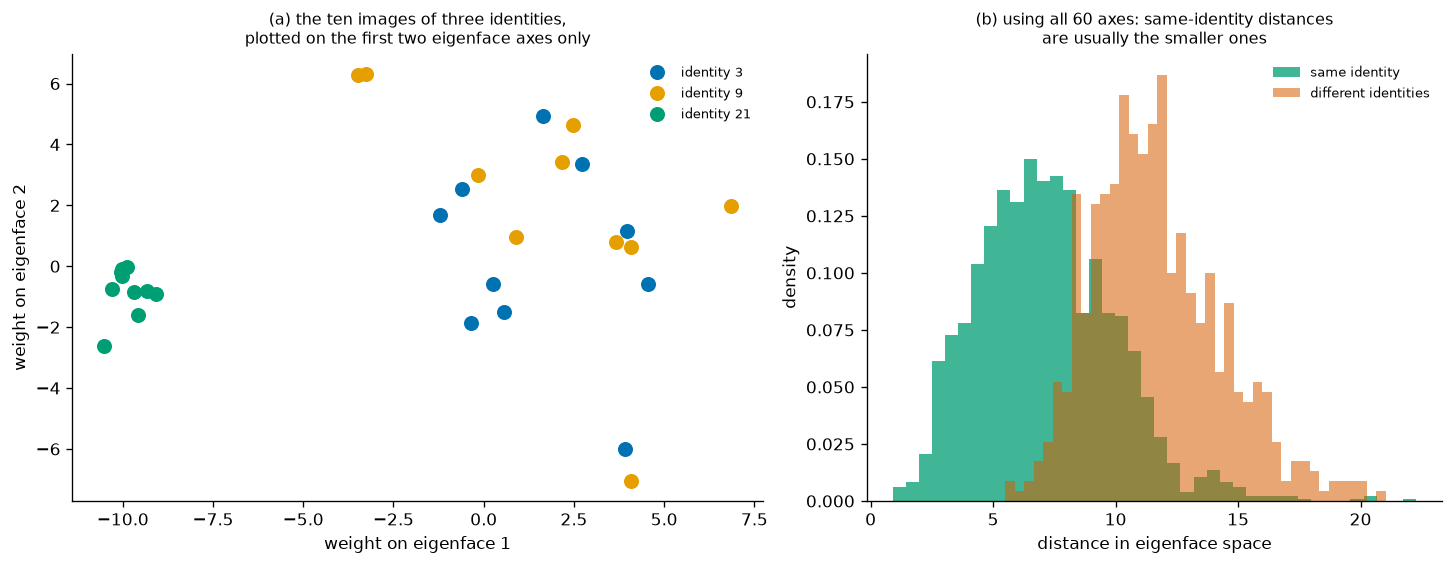 (a) the ten images of three identities,
plotted on the first two eigenface axes only
identity 3
identity 9
identity 21
weight on eigenface 2
6
4
2
0
−2
−4
−6
−10.0
−7.5
−5.0
−2.5
0.0
2.5
5.0
7.5
weight on eigenface 1
(b) using all 60 axes: same-identity distances
are usually the smaller ones
same identity
different identities
density
0.175
0.150
0.125
0.100
0.075
0.050
0.025
0.000
0
5
10
15
20
distance in eigenface space